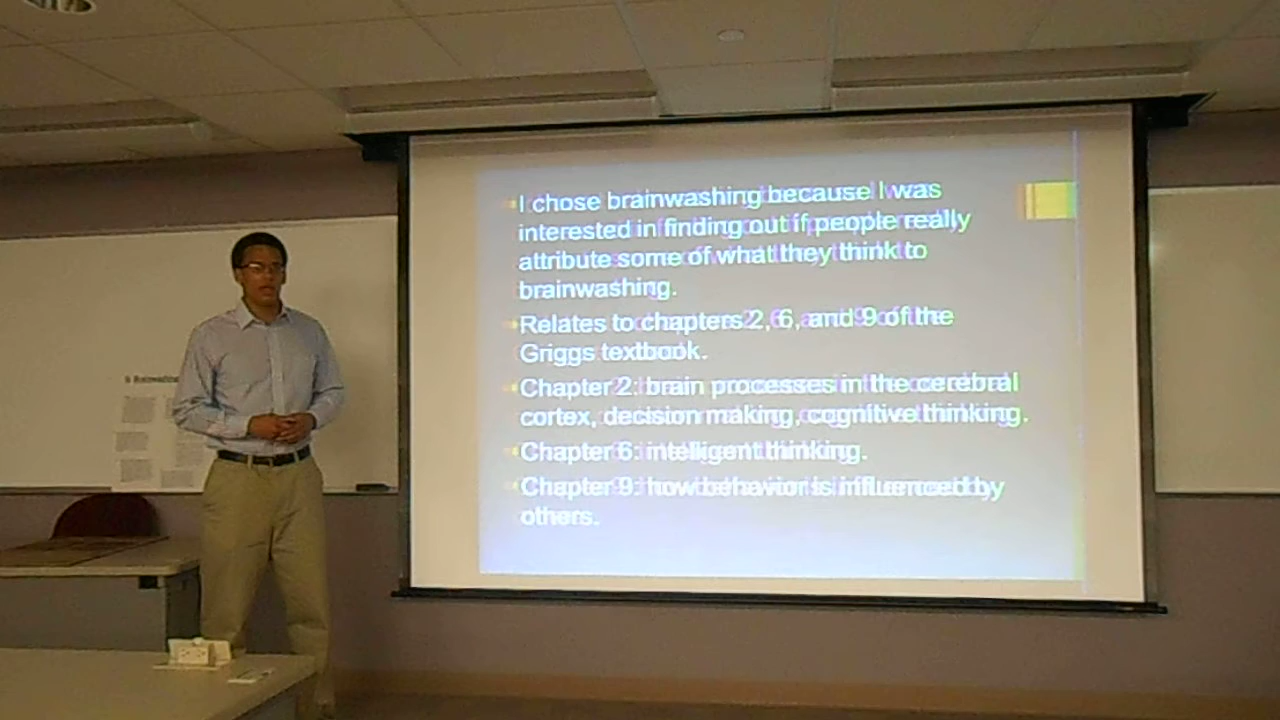 I chose brainwashing because I was
interested in finding out if people really
attribute some of what they think to
brainwashing.
Relates to chapters 2, 6, and 9 of the
Griggs textbook.
Chapter 2: brain processes in the cerebral
cortex, decision making, cognitive thinking.
Chapter 6: intelligent thinking.
Chapter 9: how behavior is influenced by
others.